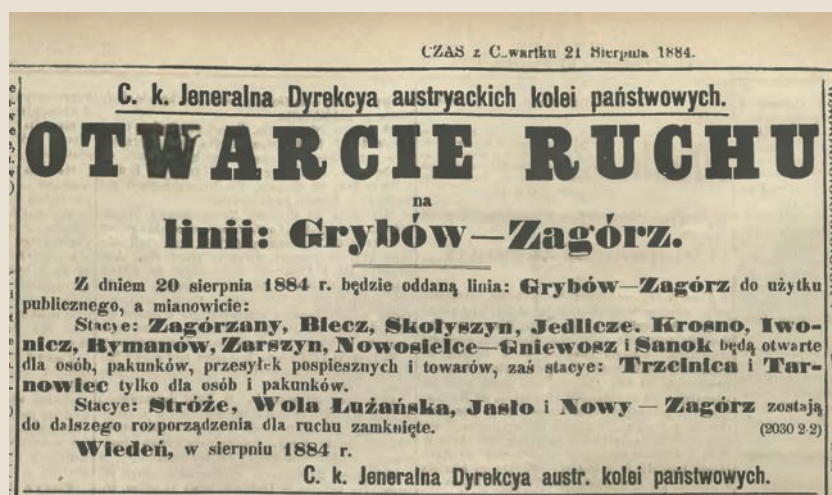 CZAS z Czwartku 21 Sierpnia 1884.
C. k. Jeneralna Dyrekcya austryackich kolei państwowych.
OTWARCIE RUCHU
na
linii: Grybów—Zagórz.
Z dniem 20 sierpnia 1884 r. będzie oddaną linia: Grybów—Zagórz do użytku
publicznego, a mianowicie:
Stacye: Zagórzany, Biecz, Skołyszyn, Jedlicze. Krosno, Iwo-
nicz, Rymanów, Zarszyn, Nowosielce—Gniewosz i Sanok będą otwarte
dla osób, pakunków, przesyłek pospiesznych i towarów, zaś stacye: Trzcinica i Tar-
nowiec tylko dla osób i pakunków.
Stacye: Stróże, Wola Łużańska, Jasło i Nowy — Zagórz zostają
do dalszego rozporządzenia dla ruchu zamknięte. (2030 2-2)
Wiedeń, w sierpniu 1884 r.
C. k. Jeneralna Dyrekcya austr. kolei państwowych.